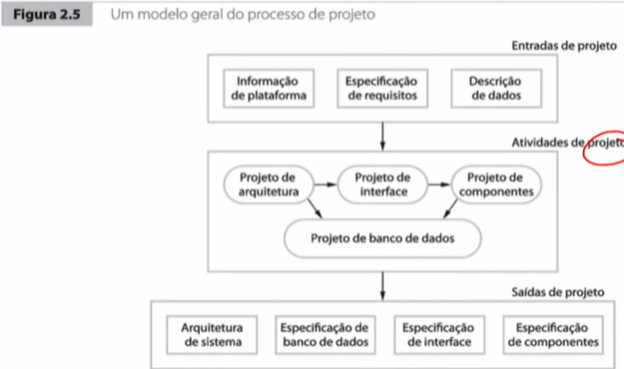 Figura 2.5 Um modelo geral do processo de projeto
Entradas de projeto
Informação
de plataforma
Especificação
de requisitos
Descrição
de dados
Atividades de projeto
Projeto de
arquitetura
Projeto de
interface
Projeto de
componentes
Projeto de banco de dados
Saídas de projeto
Arquitetura
de sistema
Especificação de
banco de dados
Especificação
de interface
Especificação
de componentes